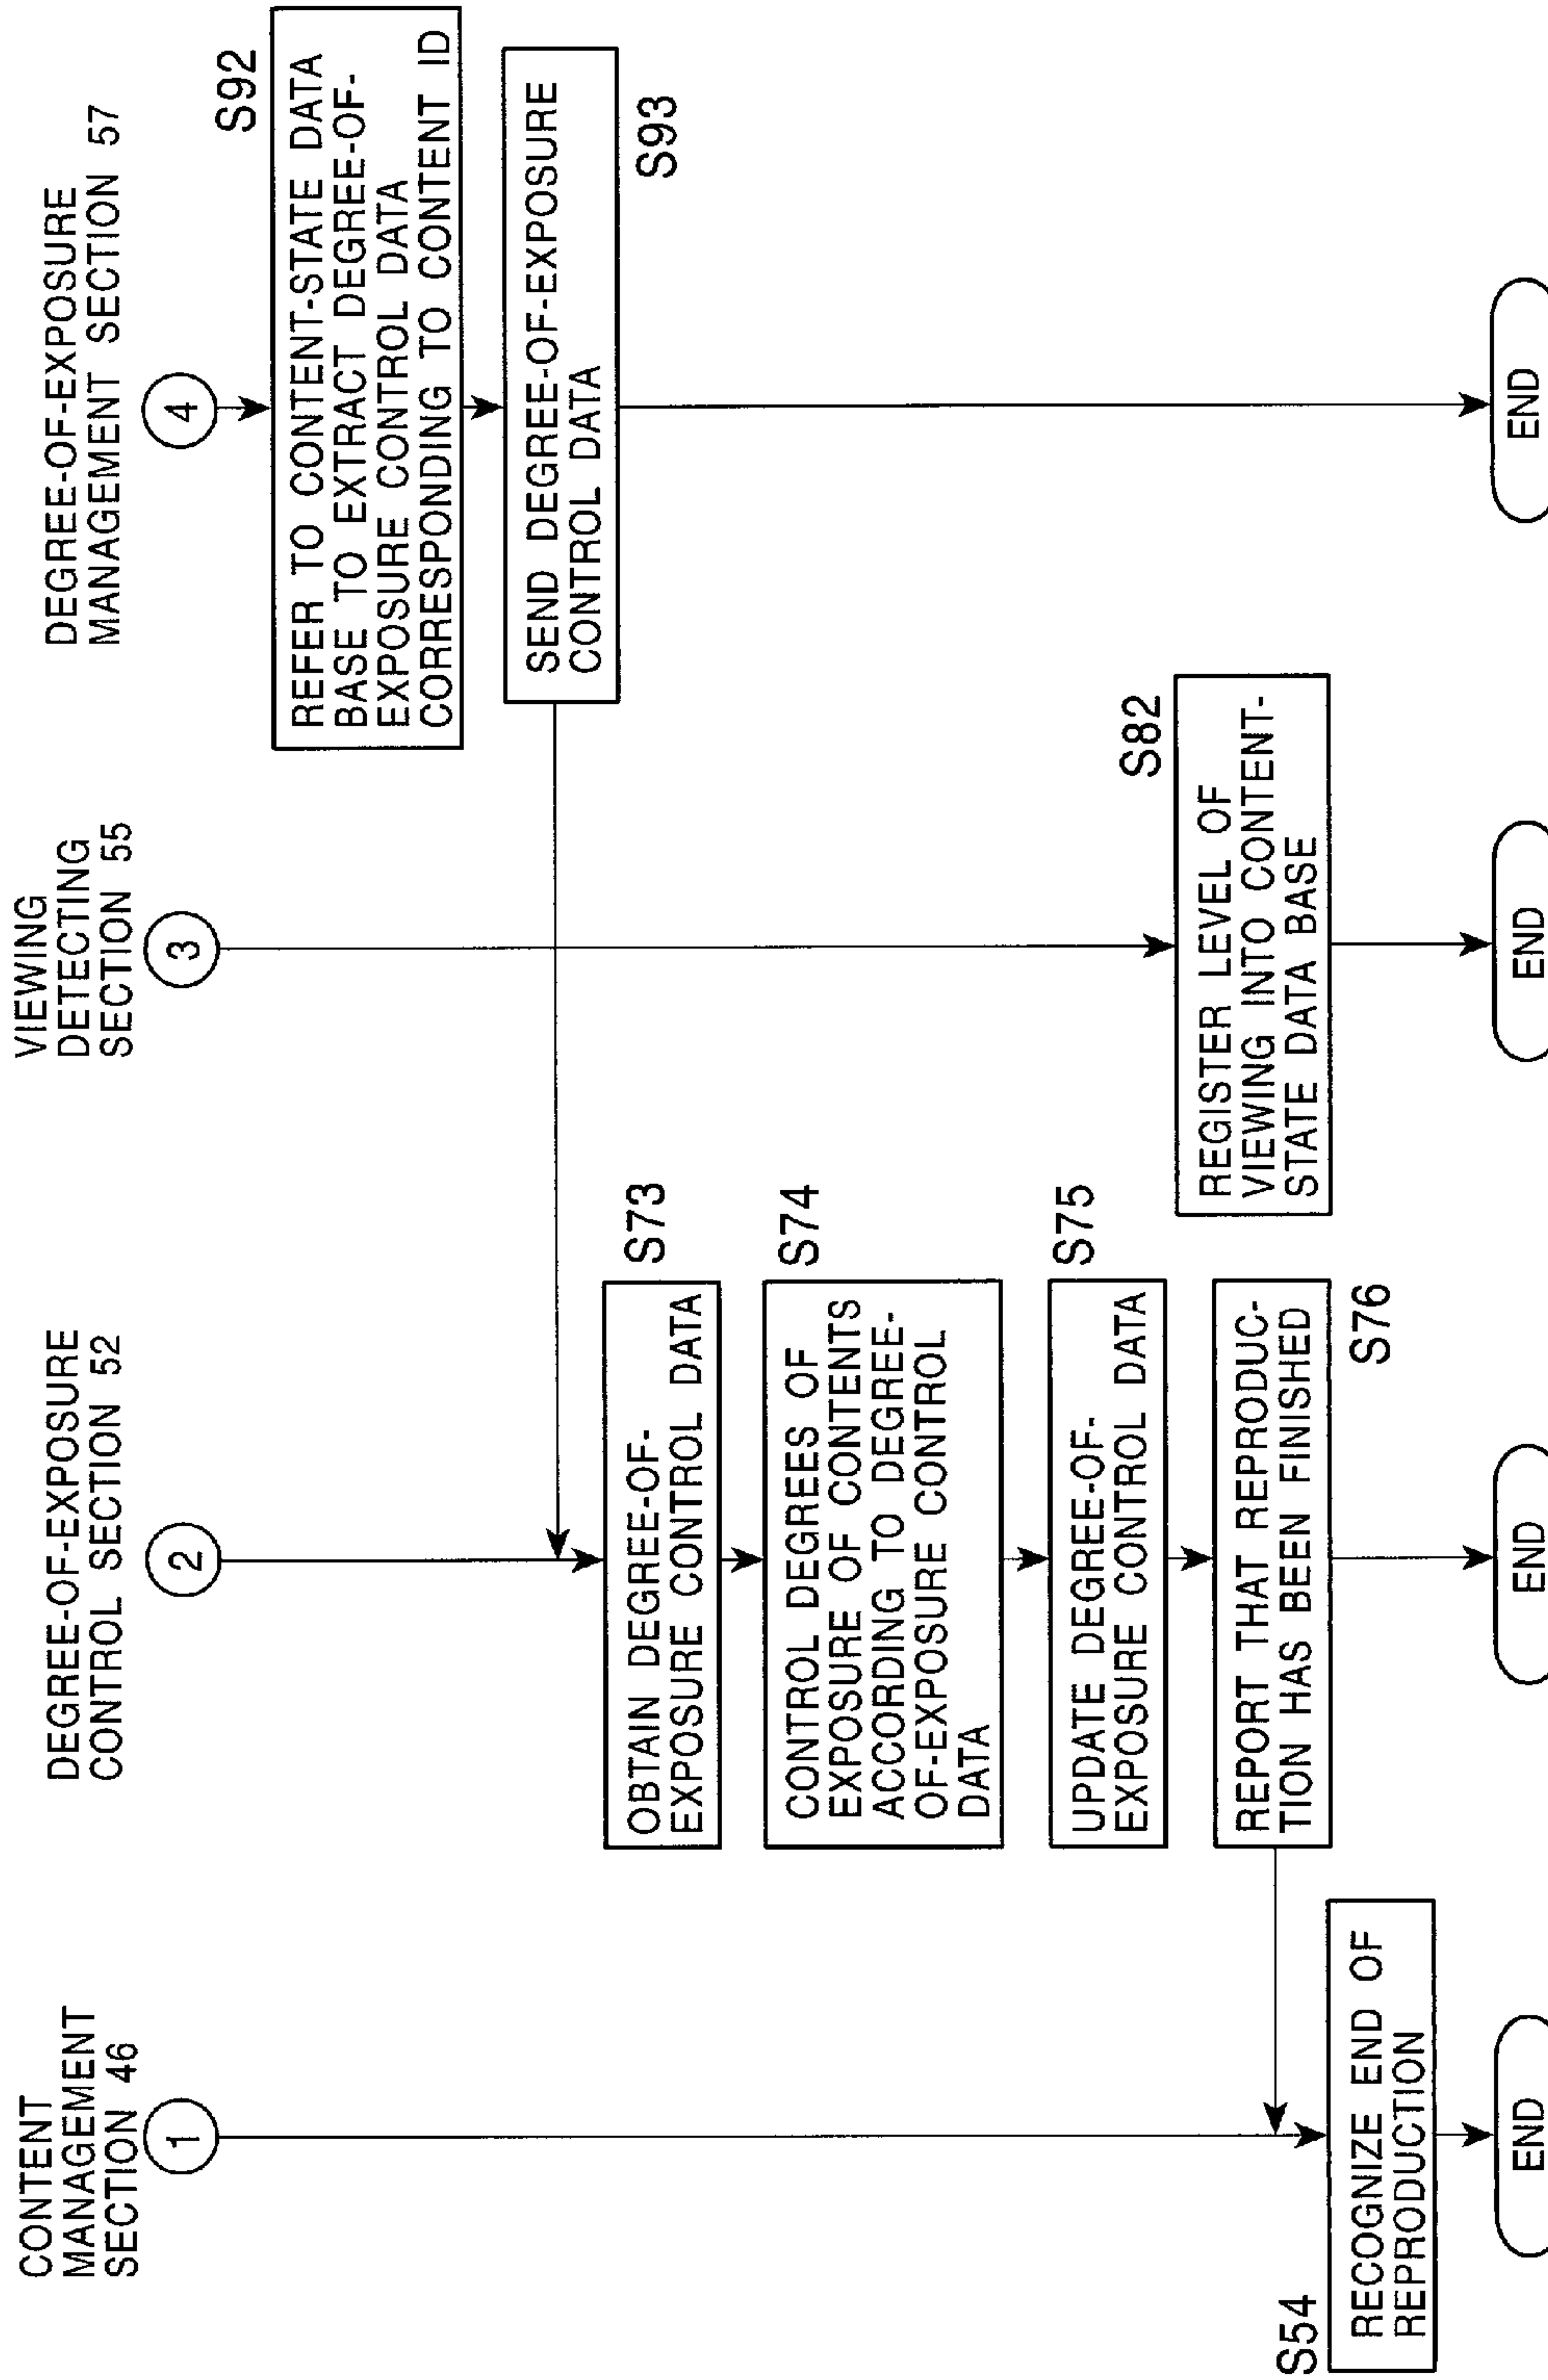 CONTENT
MANAGEMENT
SECTION 46
1
S54
RECOGNIZE END OF
REPRODUCTION
END
DEGREE-OF-EXPOSURE
CONTROL SECTION 52
2
OBTAIN DEGREE-OF-
EXPOSURE CONTROL DATA
S73
CONTROL DEGREES OF
EXPOSURE OF CONTENTS
ACCORDING TO DEGREE-
OF-EXPOSURE CONTROL
DATA
S74
UPDATE DEGREE-OF-
EXPOSURE CONTROL DATA
S75
REPORT THAT REPRODUC-
TION HAS BEEN FINISHED
S76
END
VIEWING
DETECTING
SECTION 55
3
S82
REGISTER LEVEL OF
VIEWING INTO CONTENT-
STATE DATA BASE
END
DEGREE-OF-EXPOSURE
MANAGEMENT SECTION 57
4
S92
REFER TO CONTENT-STATE DATA
BASE TO EXTRACT DEGREE-OF-
EXPOSURE CONTROL DATA
CORRESPONDING TO CONTENT ID
SEND DEGREE-OF-EXPOSURE
CONTROL DATA
S93
END